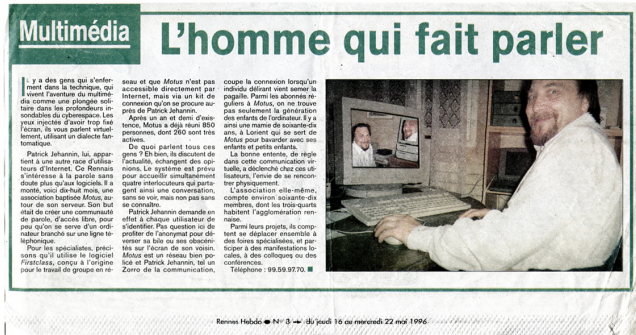 Multimédia
L'homme qui fait parler
Il y a des gens qui s'enfer-
ment dans la technique, qui
vivent l'aventure du multimé-
dia comme une plongée soli-
taire dans les profondeurs in-
sondables du cyberespace. Les
yeux injectés d'avoir trop fixé
l'écran, ils vous parlent virtuel-
lement, utilisant un dialecte fan-
tomatique.
Patrick Jehannin, lui, appar-
tient à une autre race d'utilisa-
teurs d'Internet. Ce Rennais
s'intéresse à la parole sans
doute plus qu'aux logiciels. Il a
monté, voici dix-huit mois, une
association baptisée Motus, au-
tour de son serveur. Son but
était de créer une communauté
de parole, d'accès libre, pour
peu qu'on se serve d'un ordi-
nateur branché sur une ligne té-
léphonique.
Pour les spécialistes, préci-
sons qu'il utilise le logiciel
Firstclass, conçu à l'origine
pour le travail de groupe en ré-
seau et que Motus n'est pas
accessible directement par
Internet, mais via un kit de
connexion qu'on se procure au-
près de Patrick Jehannin.
Après un an et demi d'exis-
tence, Motus a déjà réuni 850
personnes, dont 260 sont très
actives.
De quoi parlent tous ces
gens ? Eh bien, ils discutent de
l'actualité, échangent des opi-
nions. Le système est prévu
pour accueillir simultanément
quatre interlocuteurs qui parta-
gent ainsi une conversation,
sans se voir, mais non pas sans
se connaître.
Patrick Jehannin demande en
effet à chaque utilisateur de
s'identifier. Pas question ici de
profiter de l'anonymat pour dé-
verser sa bile ou ses obscéni-
tés sur l'écran de son voisin.
Motus est un réseau bien poli-
cé et Patrick Jehannin, tel un
Zorro de la communication,
coupe la connexion lorsqu'un
individu délirant vient semer la
pagaille. Parmi les abonnés ré-
guliers à Motus, on ne trouve
pas seulement la génération
des enfants de l'ordinateur. Il y a
ainsi une mamie de soixante-dix
ans, à Lorient qui se sert de
Motus pour bavarder avec ses
enfants et petits enfants.
La bonne entente, de règle
dans cette communication vir-
tuelle, a déclenché chez ces uti-
lisateurs, l'envie de se rencon-
trer physiquement.
L'association elle-même,
compte environ soixante-dix
membres, dont les trois-quarts
habitent l'agglomération ren-
naise.
Parmi leurs projets, ils comp-
tent se déplacer ensemble à
des foires spécialisées, et par-
ticiper à des manifestations lo-
cales, à des colloques ou des
conférences.
Téléphone : 99.59.97.70.
Rennes Hebdo N° 3 du jeudi 16 au mercredi 22 mai 1996